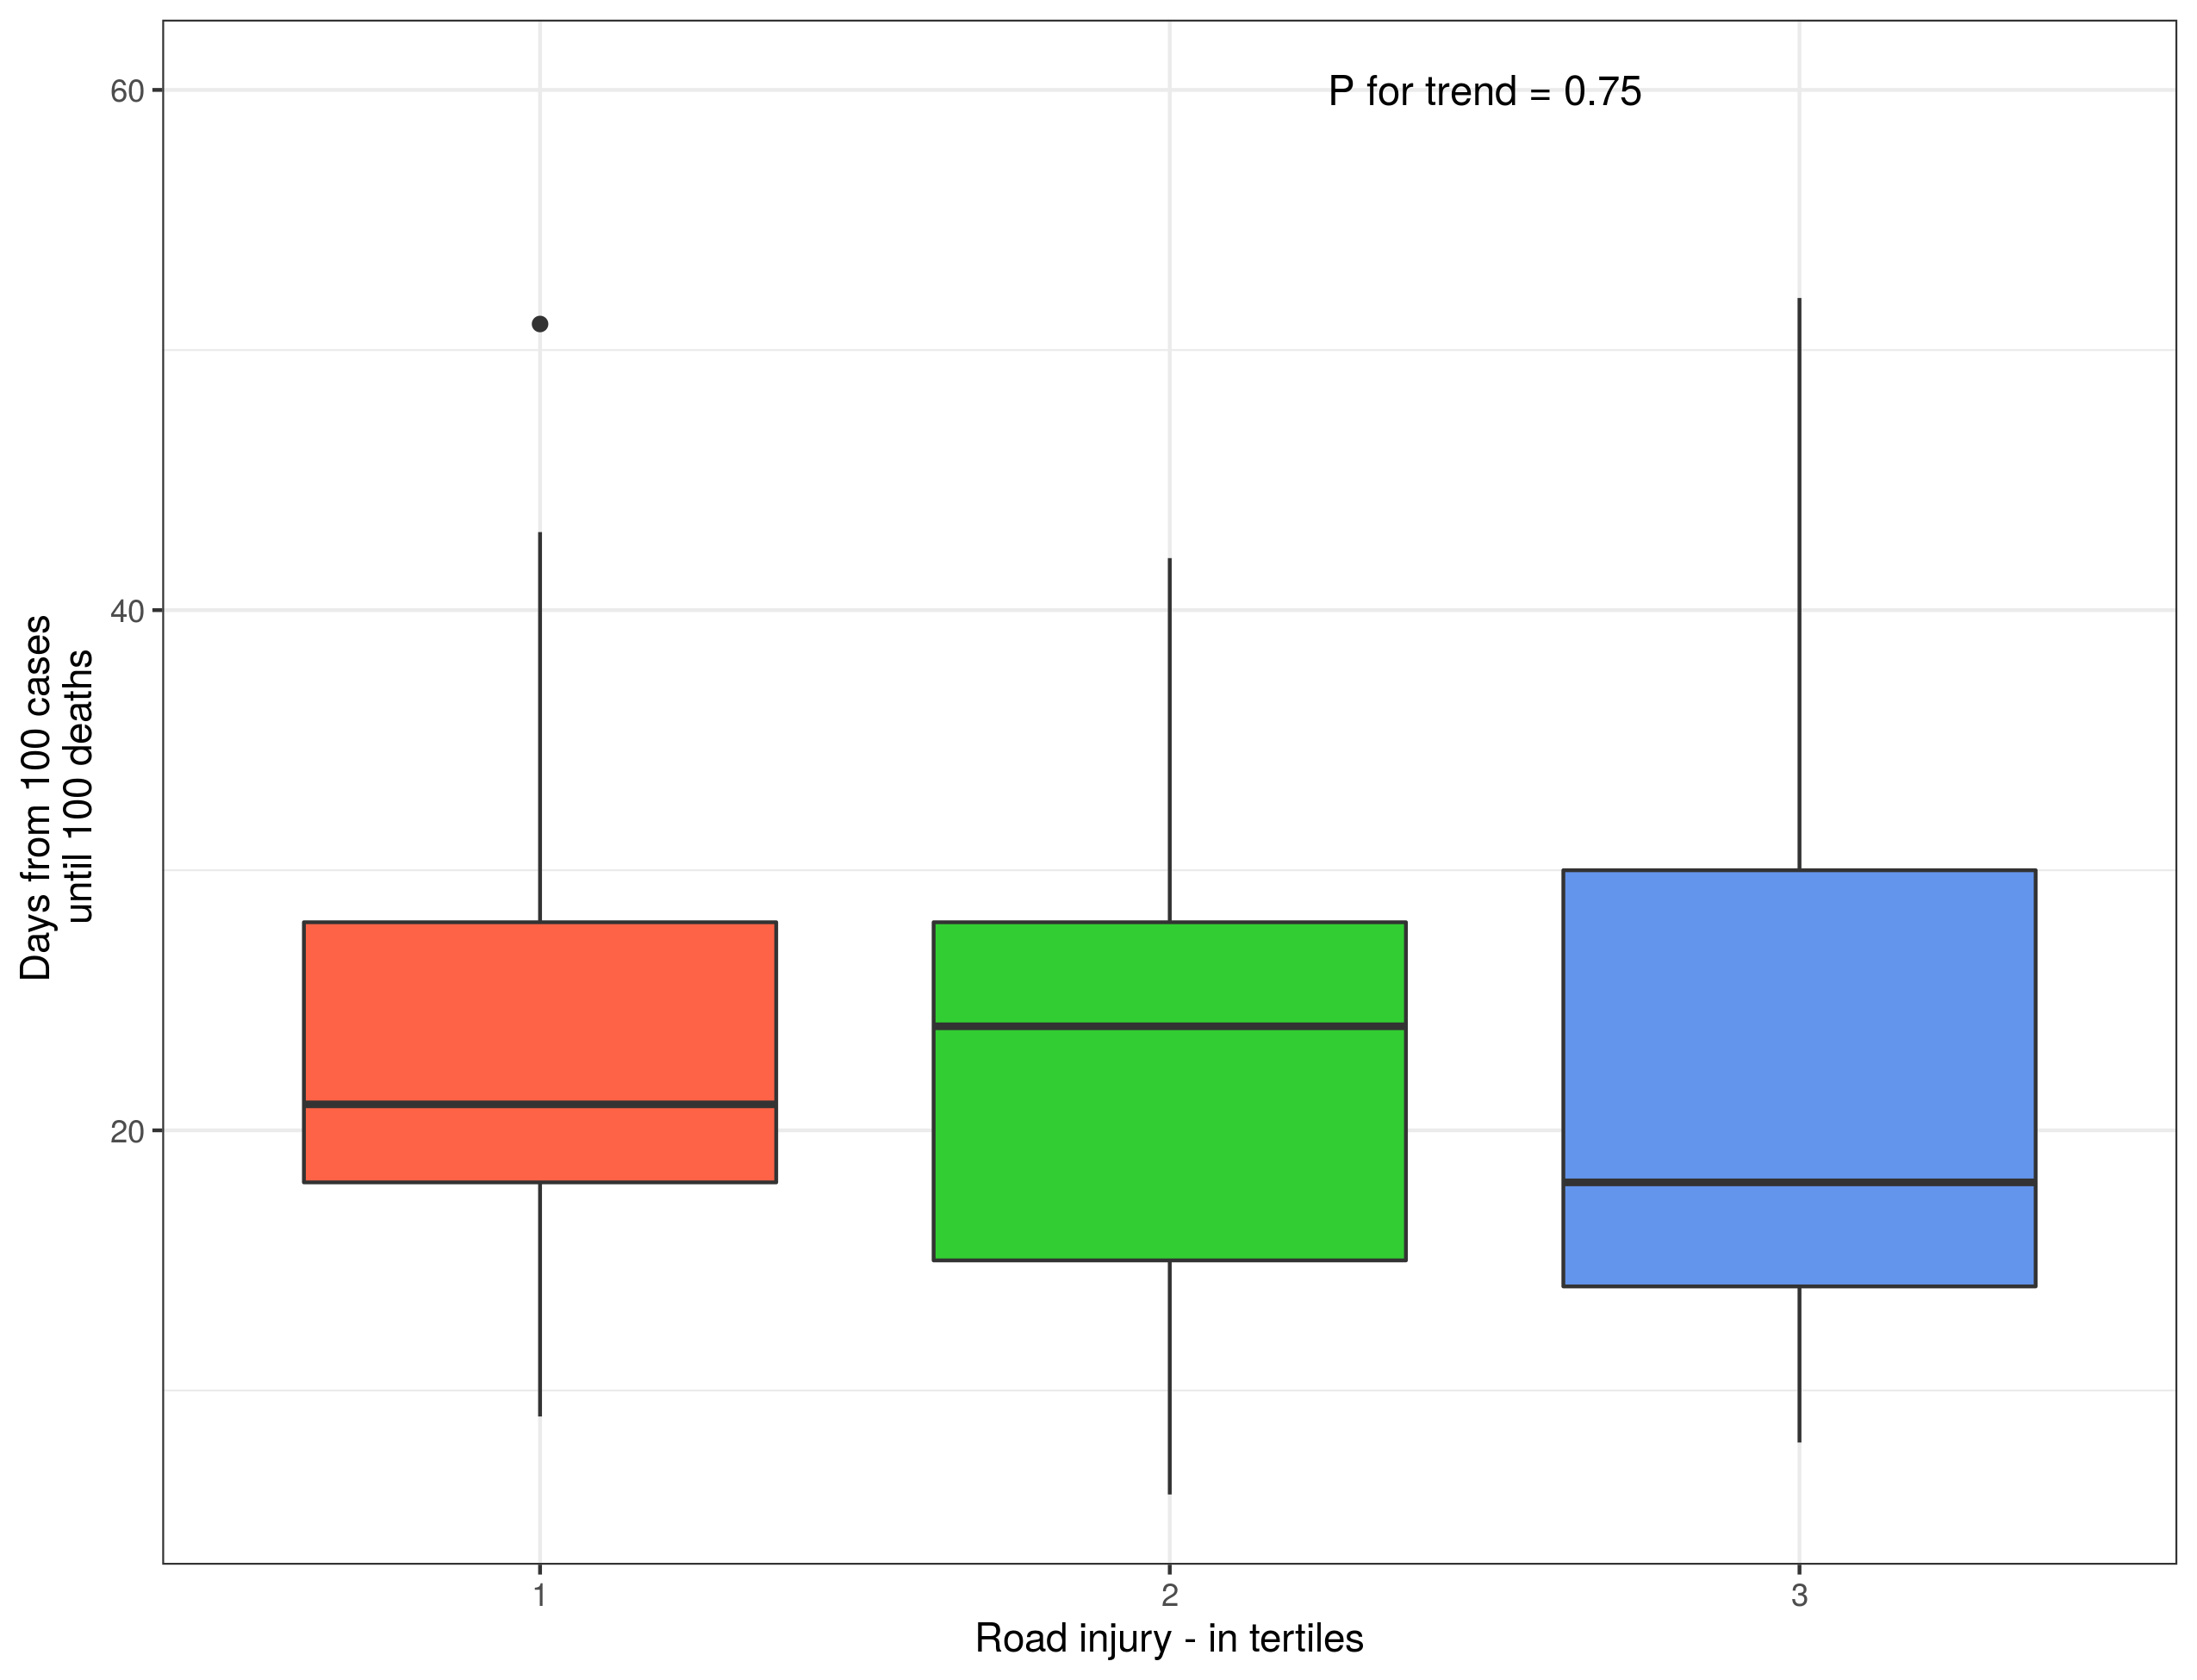 P for trend = 0.75
60
40
20
Days from 100 cases
until 100 deaths
1
2
3
Road injury - in tertiles